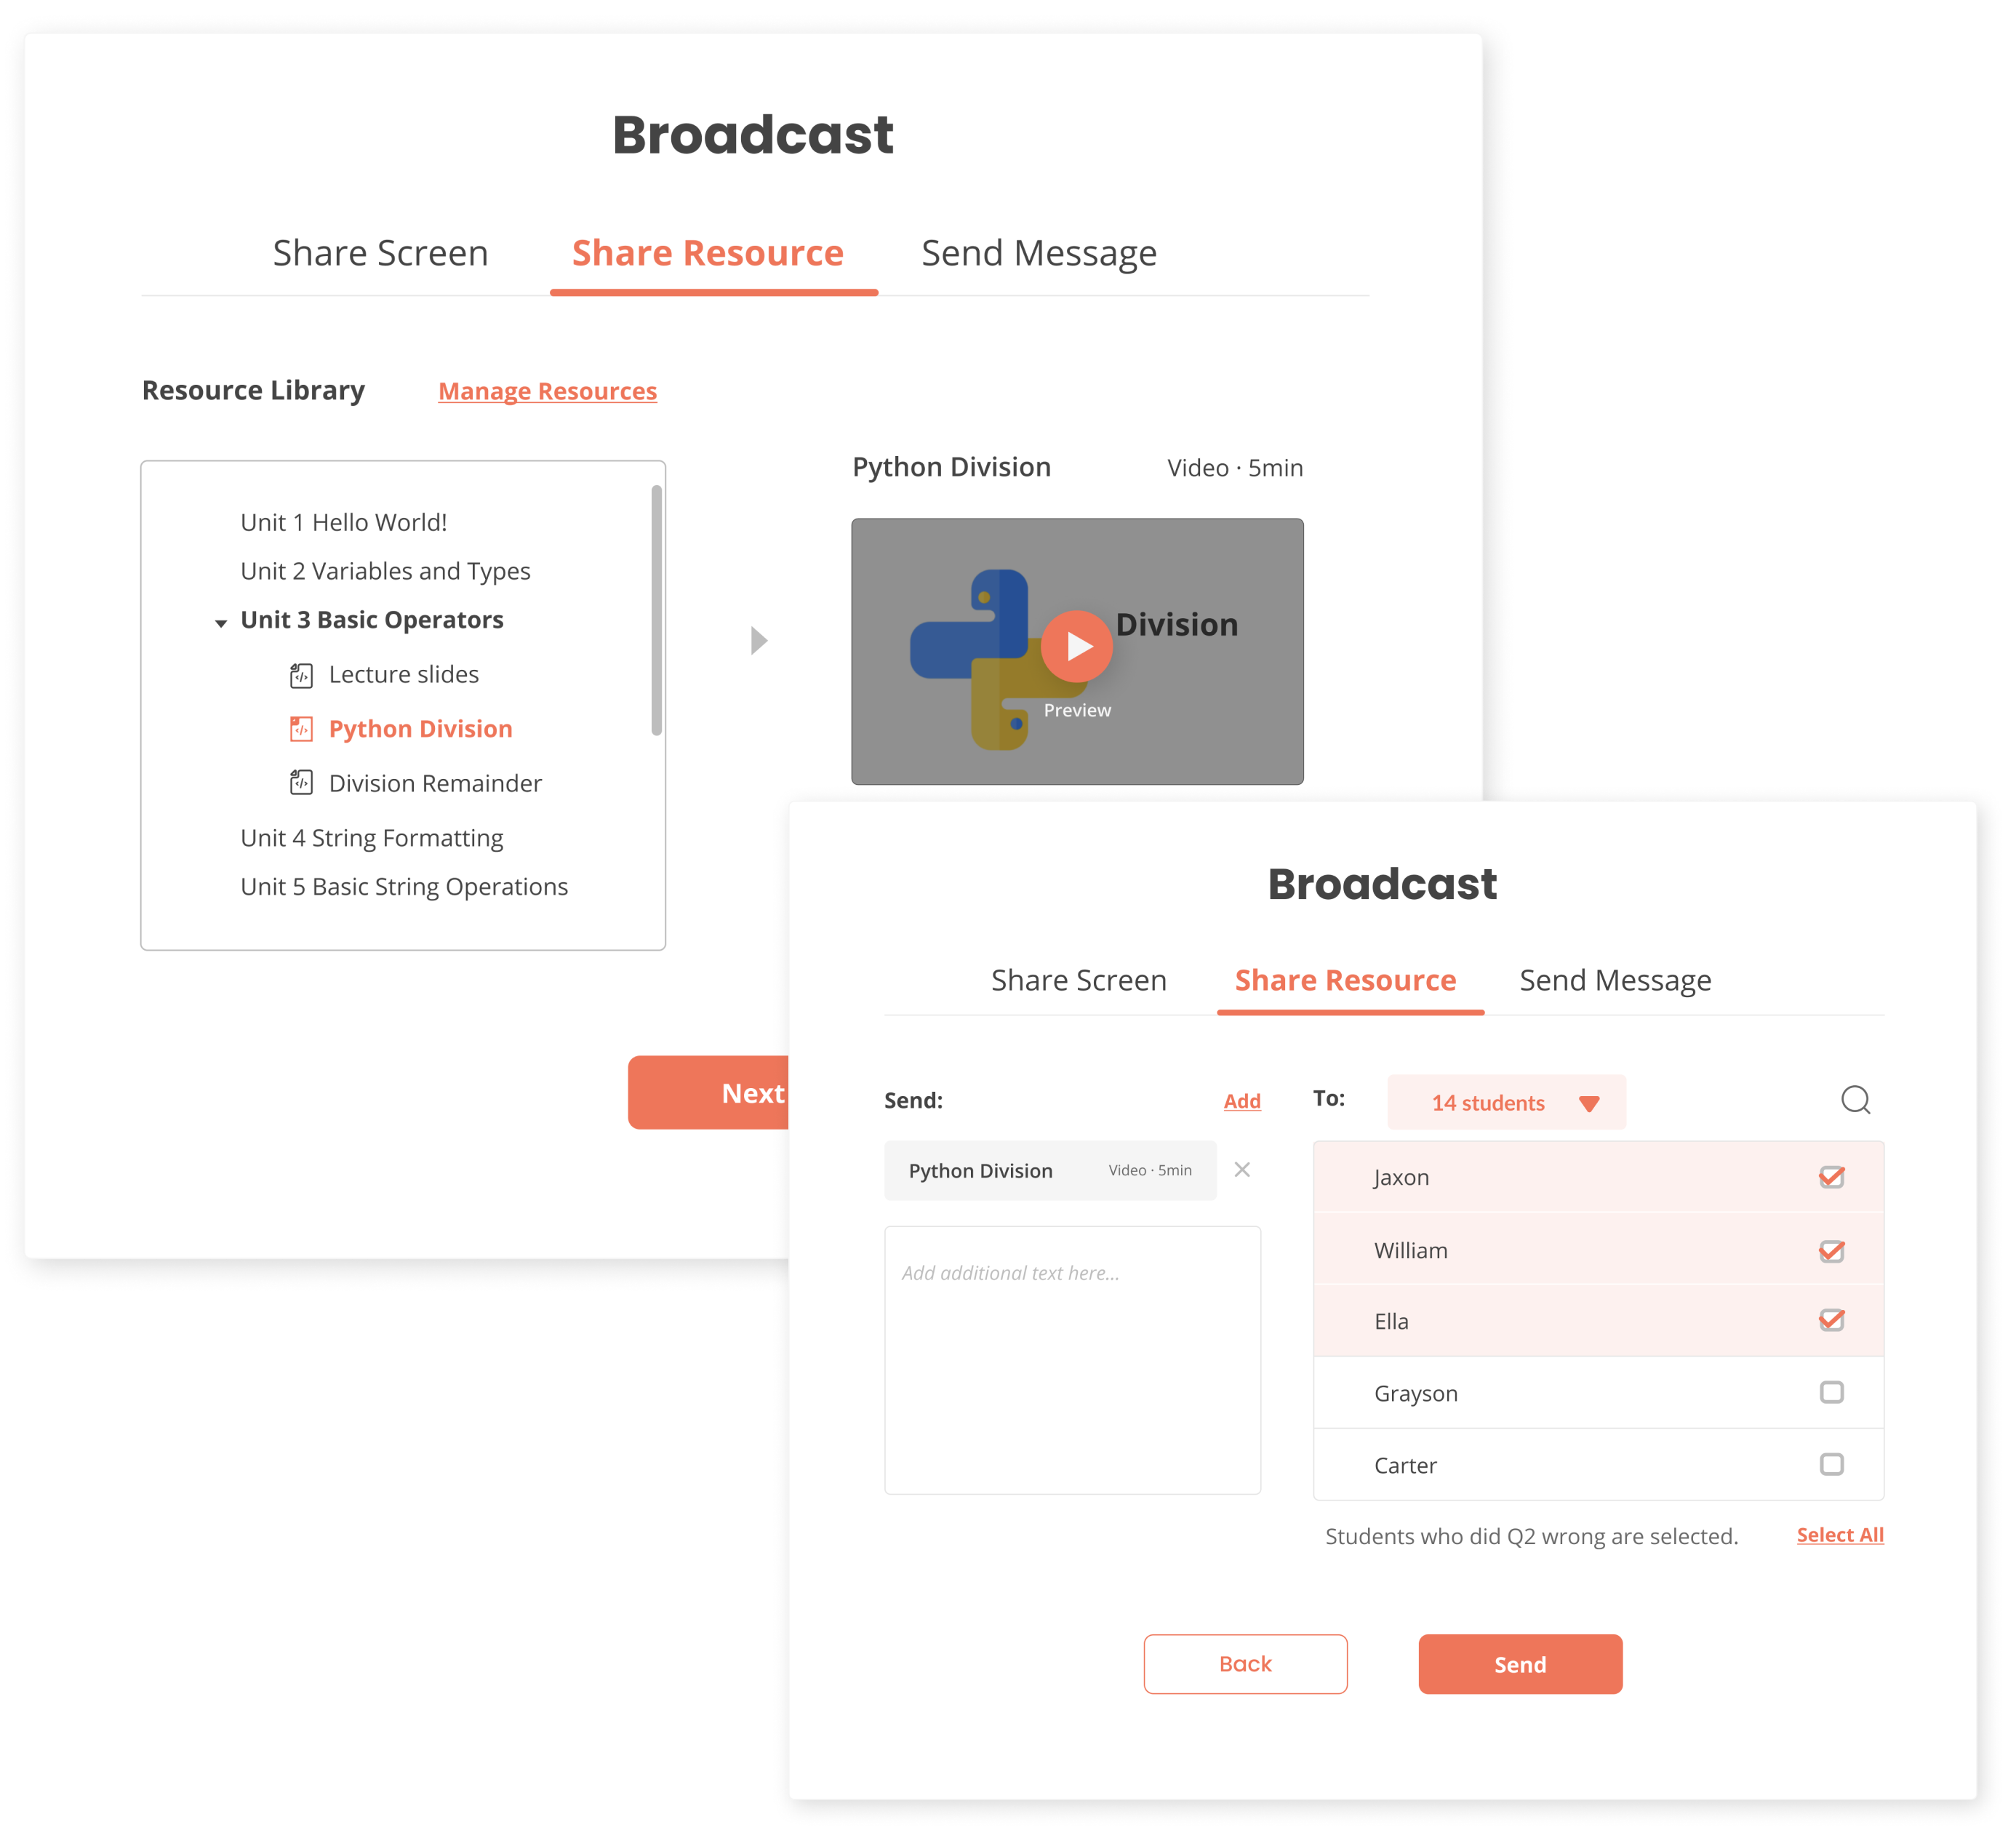 Broadcast
Share Screen Share Resource Send Message
Resource Library Manage Resources
Unit 1 Hello World!
Unit 2 Variables and Types
Unit 3 Basic Operators
Lecture slides
Python Division
Division Remainder
Unit 4 String Formatting
Unit 5 Basic String Operations
Python Division Video · 5min
Division
Preview
Next
Broadcast
Share Screen Share Resource Send Message
Send: Add
Python Division Video · 5min
Add additional text here...
To: 14 students
Jaxon
William
Ella
Grayson
Carter
Students who did Q2 wrong are selected. Select All
Back Send